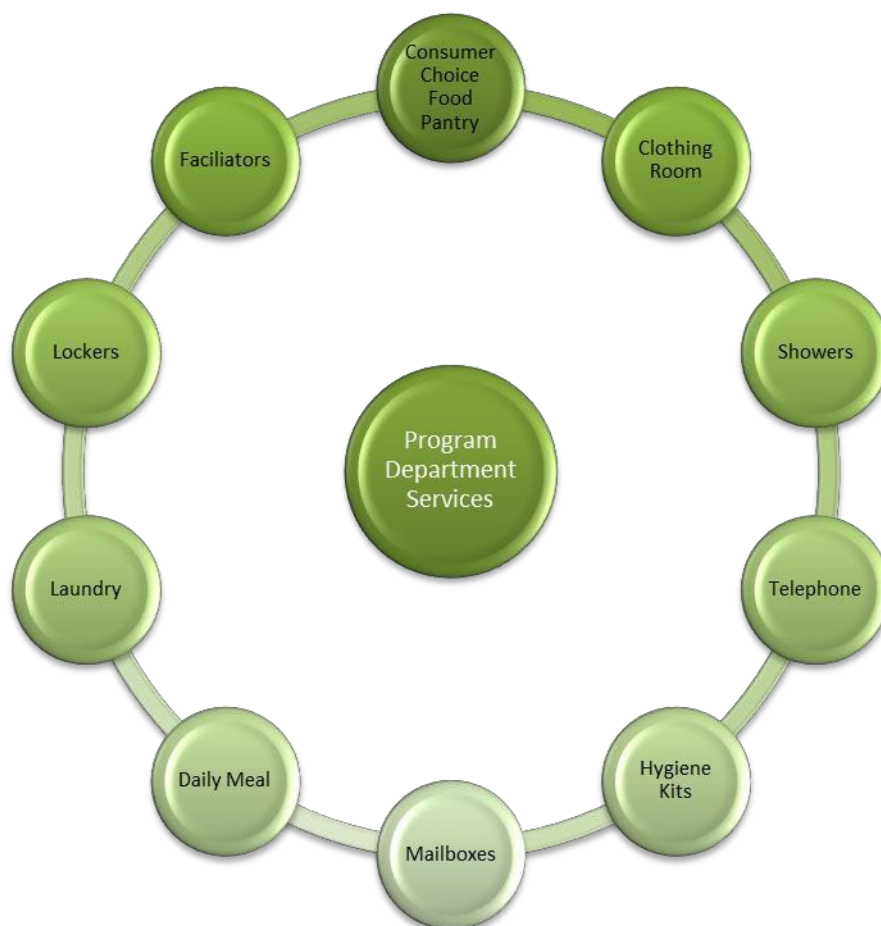 Consumer
Choice
Food
Pantry
Clothing
Room
Showers
Telephone
Hygiene
Kits
Mailboxes
Daily Meal
Laundry
Lockers
Faciliators
Program
Department
Services